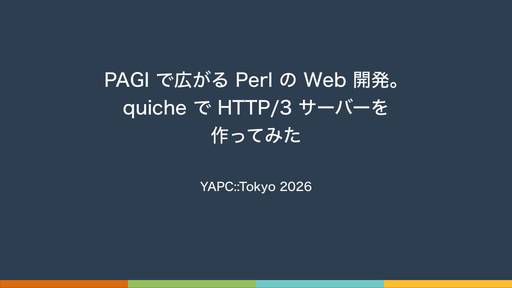 PAGI で広がる Perl の Web 開発。
quiche で HTTP/3 サーバーを
作ってみた
YAPC::Tokyo 2026